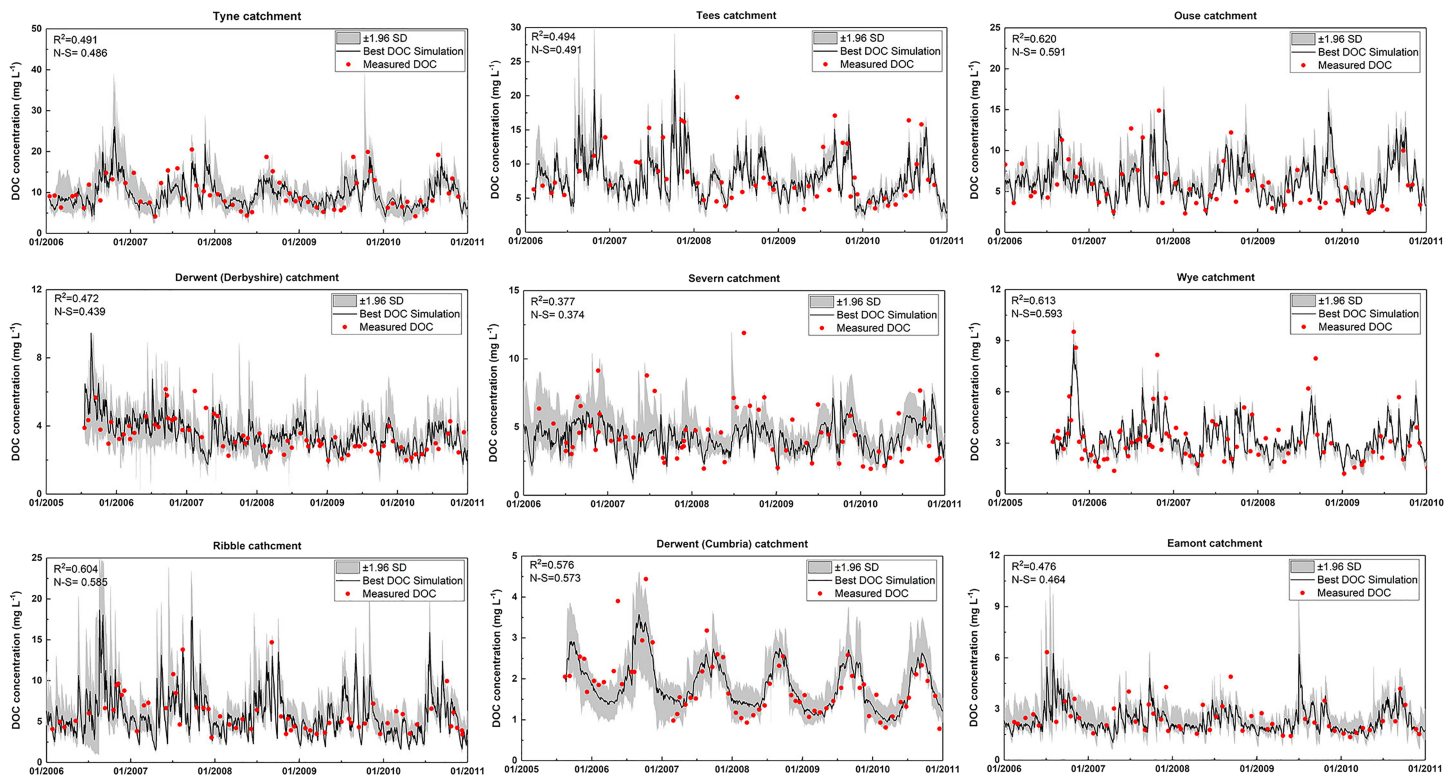 Tyne catchment
R²=0.491
N-S= 0.486
±1.96 SD
Best DOC Simulation
Measured DOC
DOC concentration (mg L⁻¹)
50
40
30
20
10
0
01/2006 01/2007 01/2008 01/2009 01/2010 01/2011
Tees catchment
R²=0.494
N-S=0.491
±1.96 SD
Best DOC Simulation
Measured DOC
DOC concentration (mg L⁻¹)
30
25
20
15
10
5
0
01/2006 01/2007 01/2008 01/2009 01/2010 01/2011
Ouse catchment
R²=0.620
N-S= 0.591
±1.96 SD
Best DOC Simulation
Measured DOC
DOC concentration (mg L⁻¹)
25
20
15
10
5
0
01/2006 01/2007 01/2008 01/2009 01/2010 01/2011
Derwent (Derbyshire) catchment
R²=0.472
N-S=0.439
±1.96 SD
Best DOC Simulation
Measured DOC
DOC concentration (mg L⁻¹)
12
8
4
0
01/2005 01/2006 01/2007 01/2008 01/2009 01/2010 01/2011
Severn catchment
R²=0.377
N-S= 0.374
±1.96 SD
Best DOC Simulation
Measured DOC
DOC concentration (mg L⁻¹)
15
10
5
0
01/2006 01/2007 01/2008 01/2009 01/2010 01/2011
Wye catchment
R²=0.613
N-S=0.593
±1.96 SD
Best DOC Simulation
Measured DOC
DOC concentration (mg L⁻¹)
12
9
6
3
0
01/2005 01/2006 01/2007 01/2008 01/2009 01/2010
Ribble cathcment
R²=0.604
N-S= 0.585
±1.96 SD
Best DOC Simulation
Measured DOC
DOC concentration (mg L⁻¹)
25
20
15
10
5
0
01/2006 01/2007 01/2008 01/2009 01/2010 01/2011
Derwent (Cumbria) catchment
R²=0.576
N-S=0.573
±1.96 SD
Best DOC Simulation
Measured DOC
DOC concentration (mg L⁻¹)
5
4
3
2
1
0
01/2005 01/2006 01/2007 01/2008 01/2009 01/2010 01/2011
Eamont catchment
R²=0.476
N-S= 0.464
±1.96 SD
Best DOC Simulation
Measured DOC
DOC concentration (mg L⁻¹)
12
9
6
3
0
01/2006 01/2007 01/2008 01/2009 01/2010 01/2011